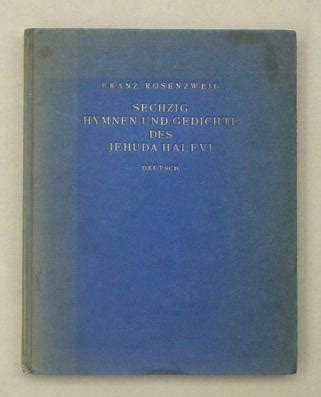 FRANZ ROSENZWEIG
SECHZIG
HYMNEN UND GEDICHTE
DES
JEHUDA HALEVI
DEUTSCH